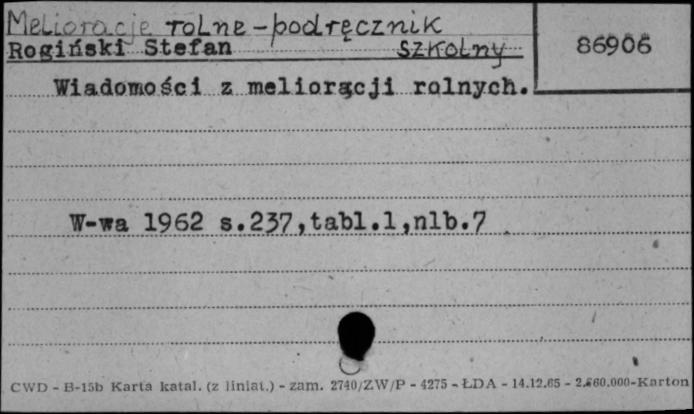 Melioracje rolne - podręcznik
szkolny
86906
Rogiński Stefan
Wiadomości z melioracji rolnych.
W-wa 1962 s.237,tabl.1,nlb.7
CWD - B-15b Karta katal. (z liniat.) - zam. 2740/ZW/P - 4275 - ŁDA - 14.12.65 - 2.660.000-Karton